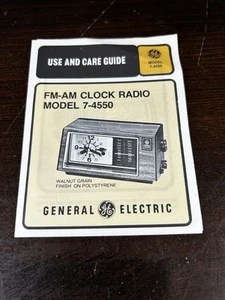 USE AND CARE GUIDE
MODEL
7-4550
FM-AM CLOCK RADIO
MODEL 7-4550
WALNUT GRAIN
FINISH ON POLYSTYRENE
GENERAL ELECTRIC